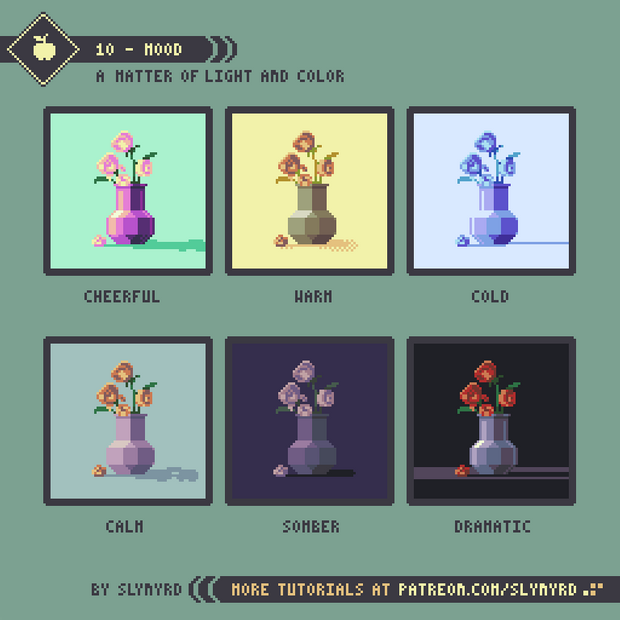 10 - MOOD
A MATTER OF LIGHT AND COLOR
CHEERFUL
WARM
COLD
CALM
SOMBER
DRAMATIC
BY SLYNYRD
MORE TUTORIALS AT PATREON.COM/SLYNYRD